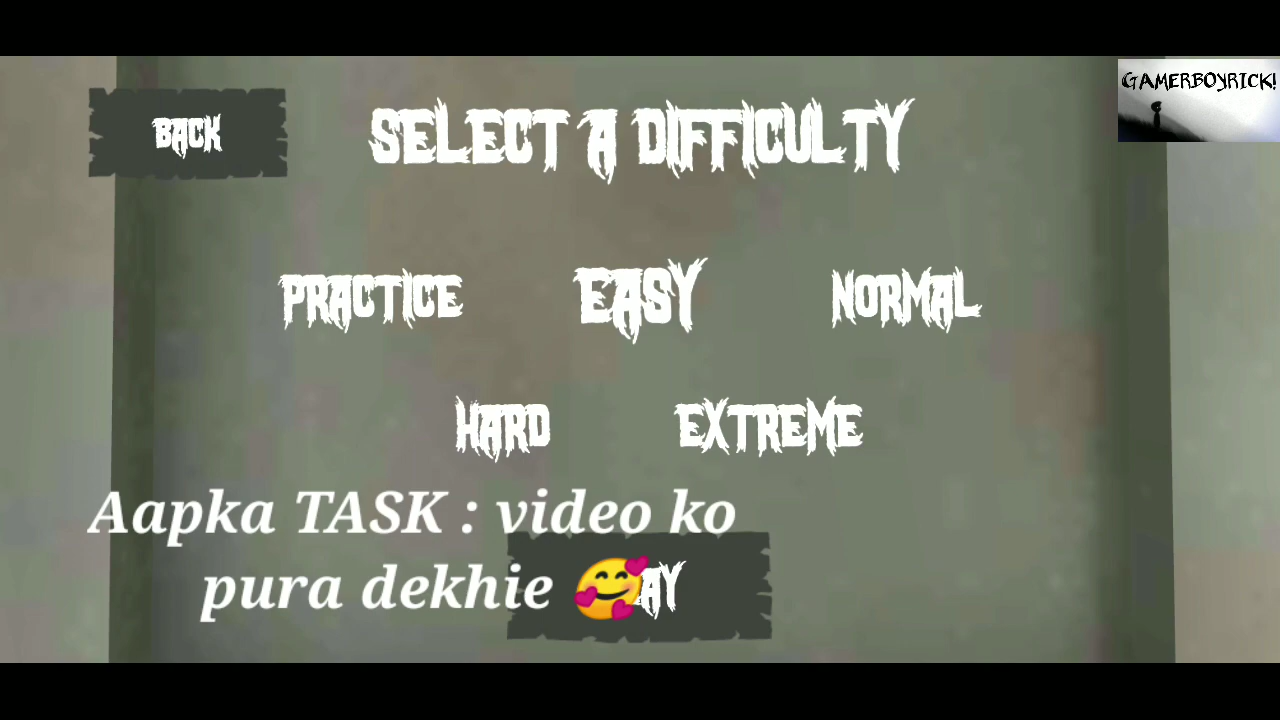 BACK
SELECT A DIFFICULTY
GAMERBOYRICK!
PRACTICE EASY NORMAL
HARD EXTREME
Aapka TASK : video ko
pura dekhie 🥰